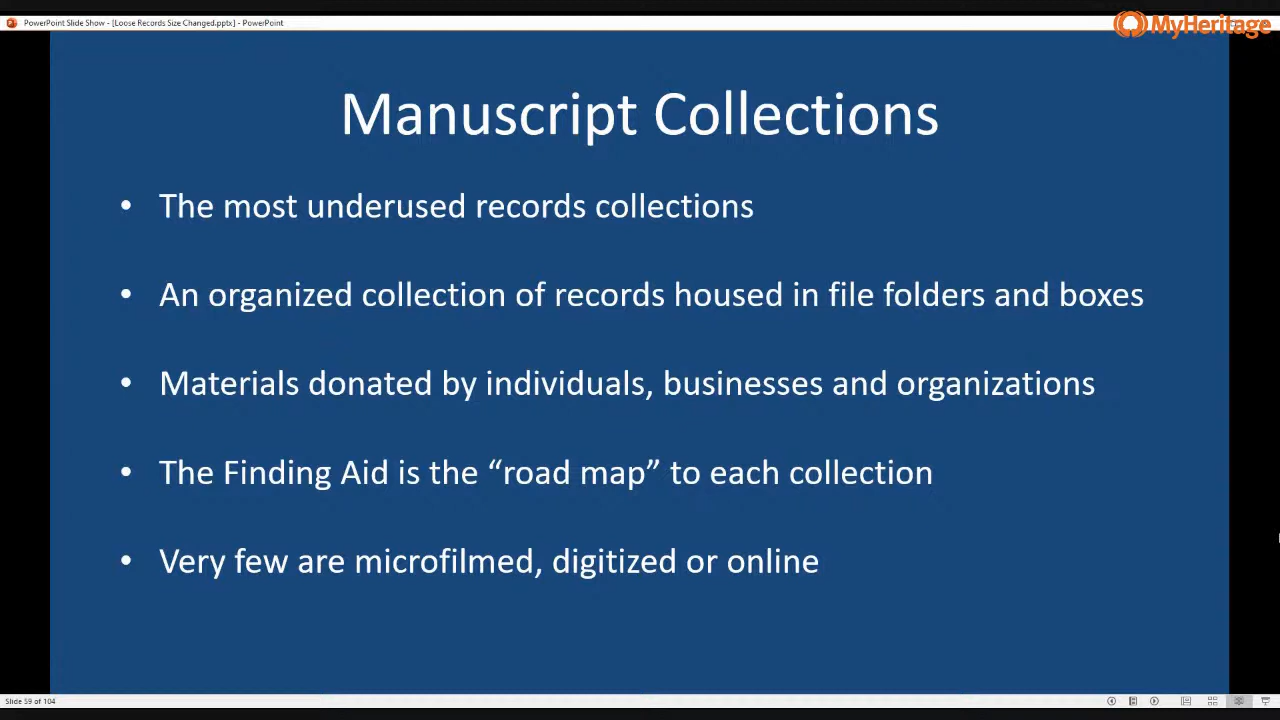 PowerPoint Slide Show - [Loose Records Size Changed.pptx] - PowerPoint
MyHeritage
Manuscript Collections
• The most underused records collections
• An organized collection of records housed in file folders and boxes
• Materials donated by individuals, businesses and organizations
• The Finding Aid is the “road map” to each collection
• Very few are microfilmed, digitized or online
Slide 59 of 104